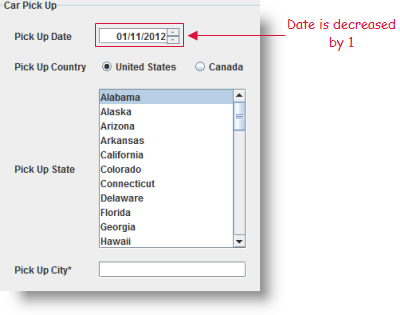 Car Pick Up
Pick Up Date 01/11/2012
Date is decreased
by 1
Pick Up Country United States Canada
Pick Up State
Alabama
Alaska
Arizona
Arkansas
California
Colorado
Connecticut
Delaware
Florida
Georgia
Hawaii
Pick Up City*